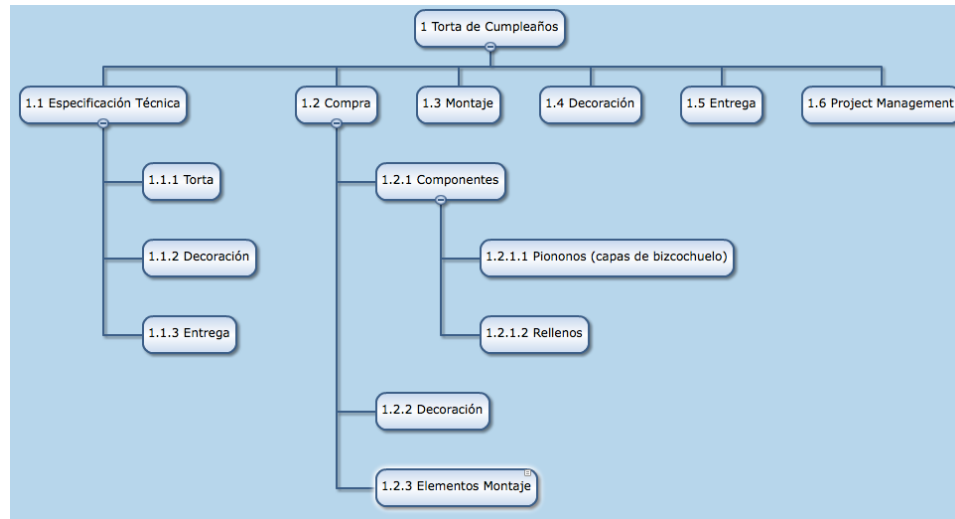 1 Torta de Cumpleaños
1.1 Especificación Técnica
1.2 Compra
1.3 Montaje
1.4 Decoración
1.5 Entrega
1.6 Project Management
1.1.1 Torta
1.2.1 Componentes
1.1.2 Decoración
1.2.1.1 Piononos (capas de bizcochuelo)
1.1.3 Entrega
1.2.1.2 Rellenos
1.2.2 Decoración
1.2.3 Elementos Montaje